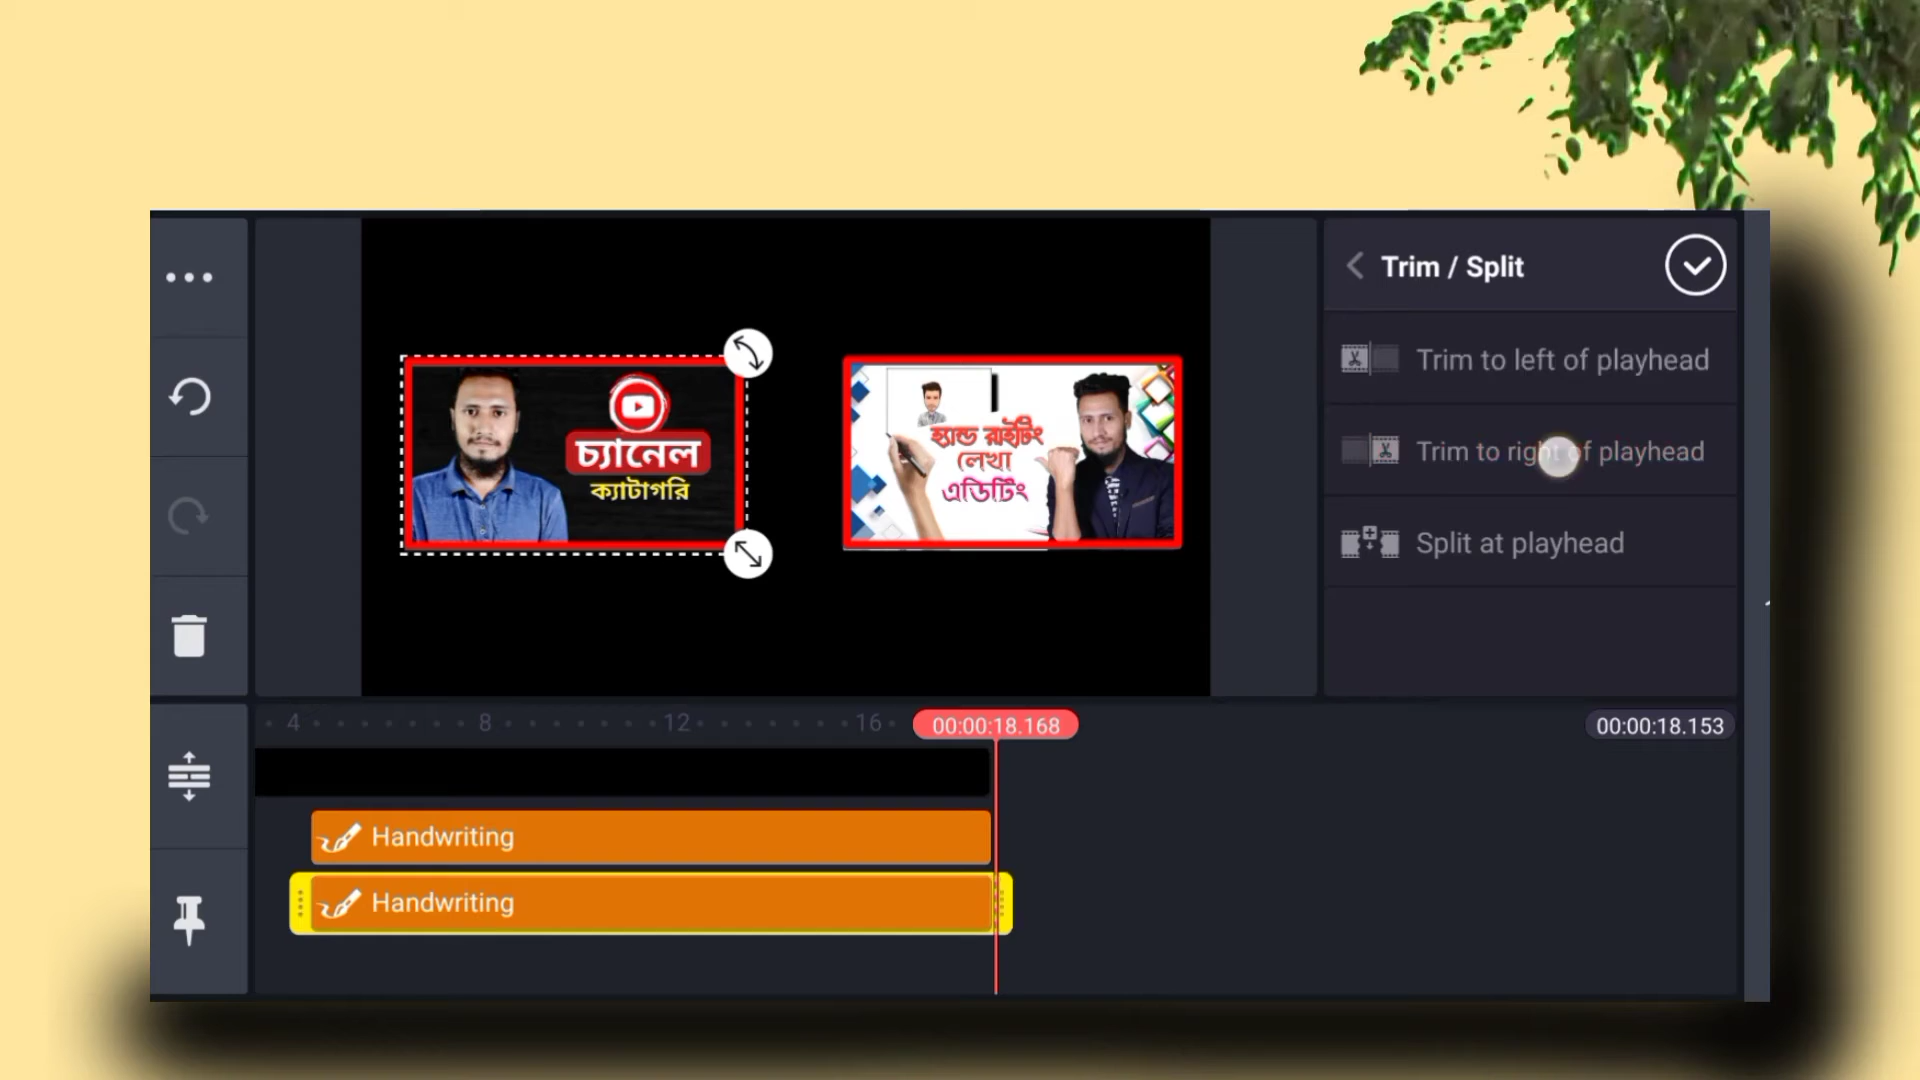 Trim / Split
Trim to left of playhead
Trim to right of playhead
Split at playhead
চ্যানেল
ক্যাটাগরি
হ্যান্ড রাইটিং
লেখা
এডিটিং
4 8 12 16 00:00:18.168 00:00:18.153
Handwriting
Handwriting